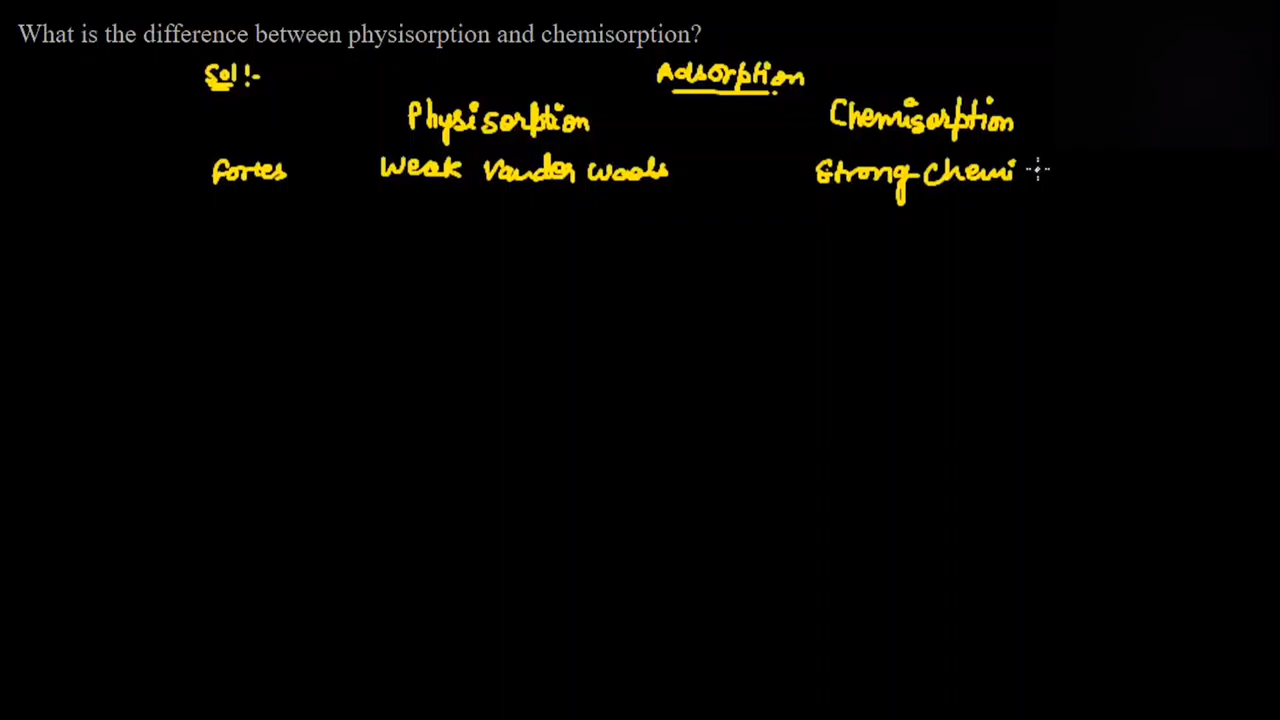 What is the difference between physisorption and chemisorption?
Sol:-
Adsorption
Physisorption Chemisorption
forces Weak Vander Waals Strong Chemi